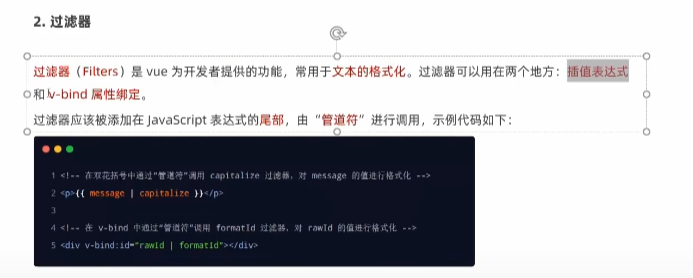 2. 过滤器
过滤器（Filters）是 vue 为开发者提供的功能，常用于文本的格式化。过滤器可以用在两个地方：插值表达式
和 v-bind 属性绑定。
过滤器应该被添加在 JavaScript 表达式的尾部，由“管道符”进行调用，示例代码如下：
1 <!-- 在双花括号中通过“管道符”调用 capitalize 过滤器，对 message 的值进行格式化 -->
2 <p>{{ message | capitalize }}</p>
3
4 <!-- 在 v-bind 中通过“管道符”调用 formatId 过滤器，对 rawId 的值进行格式化 -->
5 <div v-bind:id="rawId | formatId"></div>